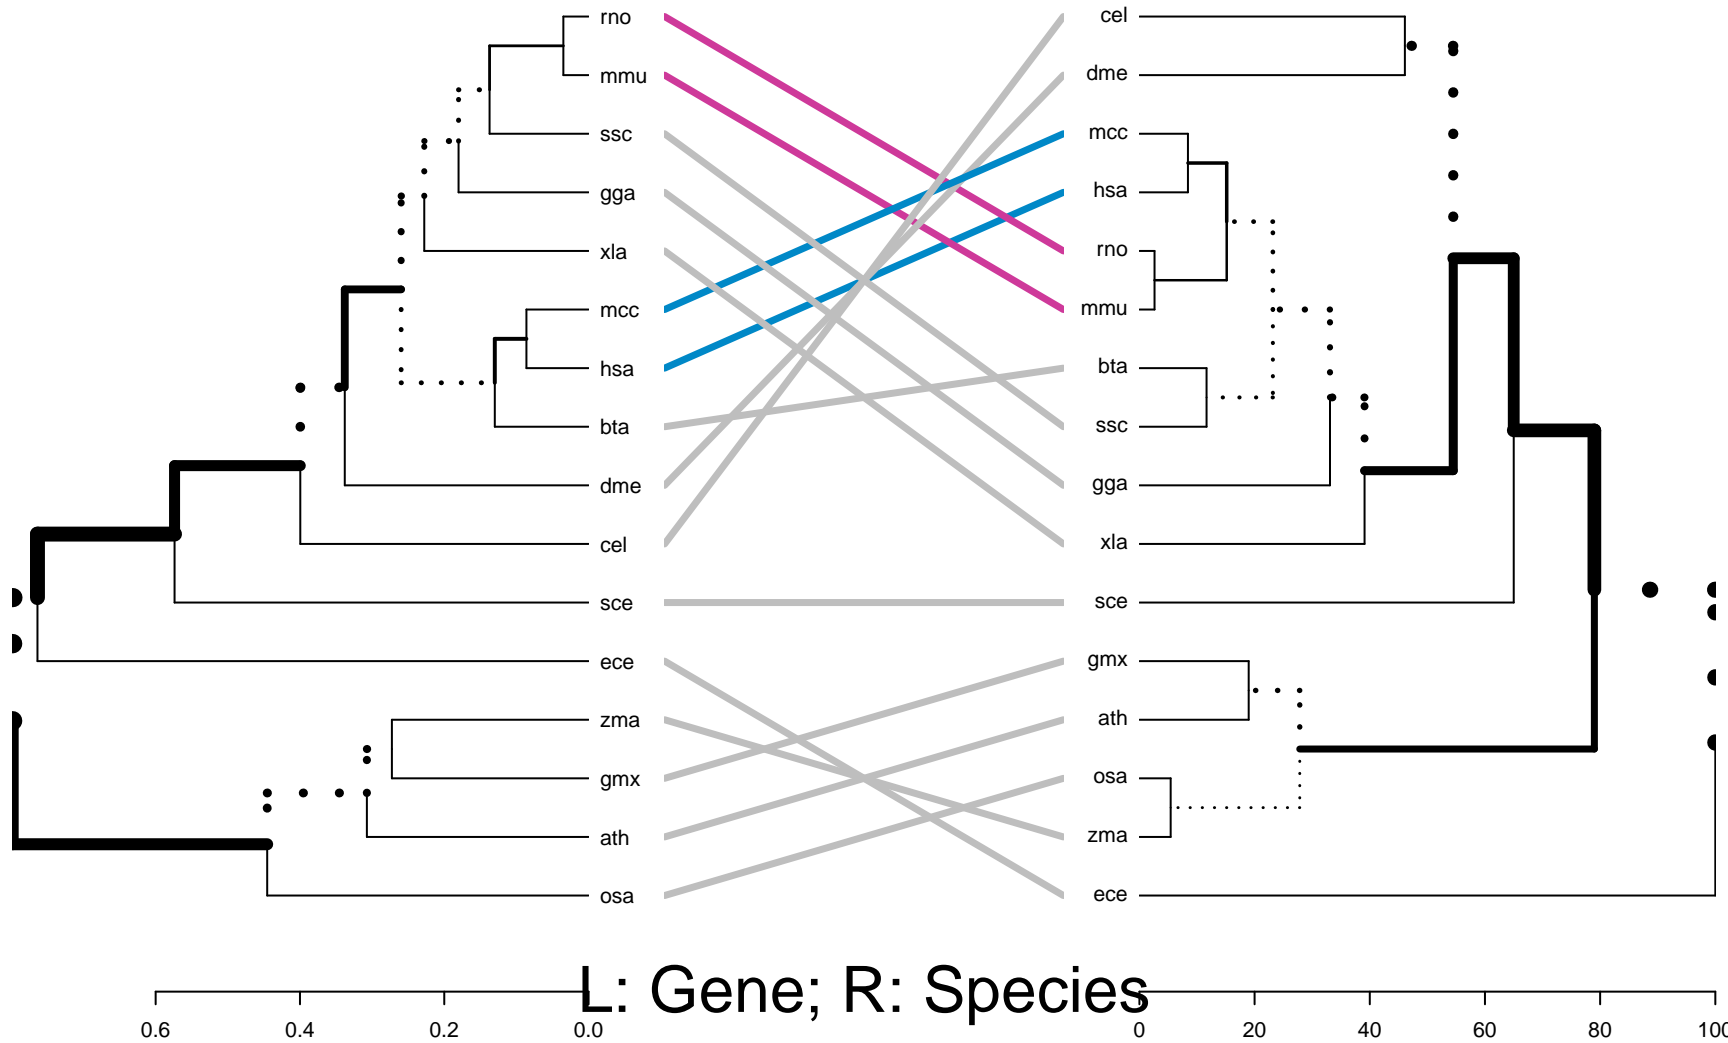 rno
mmu
ssc
gga
xla
mcc
hsa
bta
dme
cel
sce
ece
zma
gmx
ath
osa
cel
dme
mcc
hsa
rno
mmu
bta
ssc
gga
xla
sce
gmx
ath
osa
zma
ece
L: Gene; R: Species
0.6 0.4 0.2 0.0
0 20 40 60 80 100